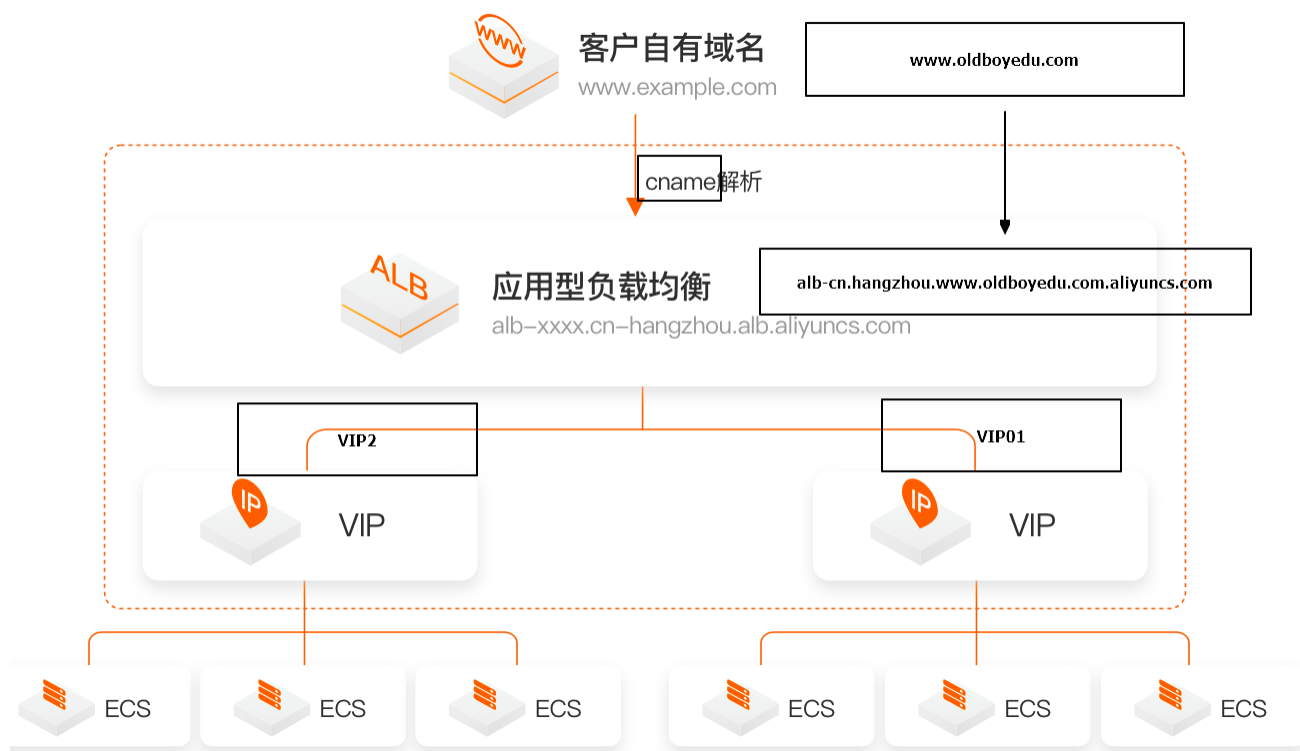 WWW
客户自有域名
www.example.com
www.oldboyedu.com
cname解析
ALB
应用型负载均衡
alb-xxxx.cn-hangzhou.alb.aliyuncs.com
alb-cn.hangzhou.www.oldboyedu.com.aliyuncs.com
VIP2
VIP01
IP
VIP
IP
VIP
ECS
ECS
ECS
ECS
ECS
ECS